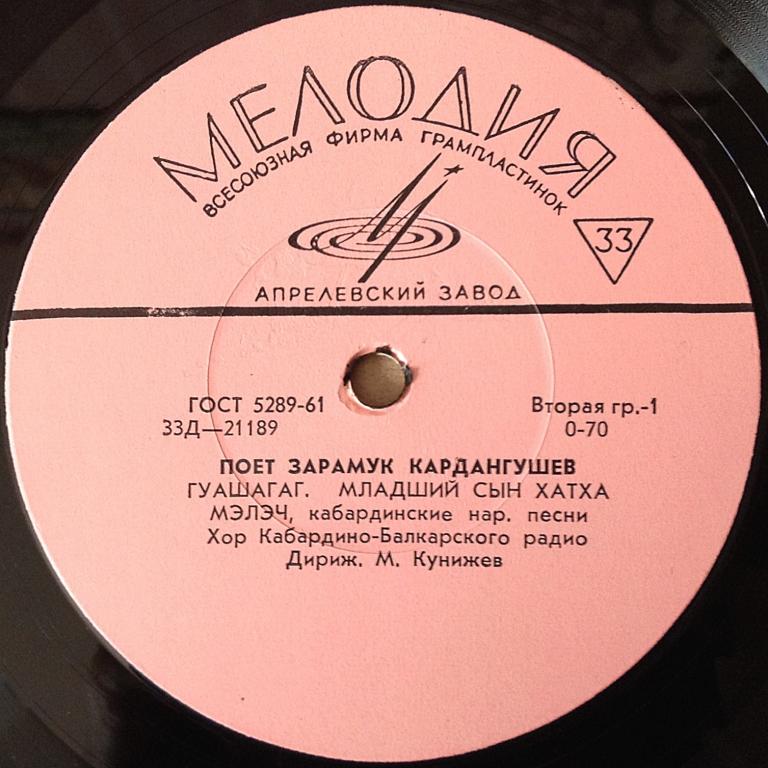 МЕЛОДИЯ
ВСЕСОЮЗНАЯ ФИРМА ГРАМПЛАСТИНОК
33
АПРЕЛЕВСКИЙ ЗАВОД
ГОСТ 5289-61 Вторая гр.-1
33Д—21189 0-70
ПОЕТ ЗАРАМУК КАРДАНГУШЕВ
ГУАШАГАГ. МЛАДШИЙ СЫН ХАТХА
МЭЛЭЧ, кабардинские нар. песни
Хор Кабардино-Балкарского радио
Дириж. М. Кунижев